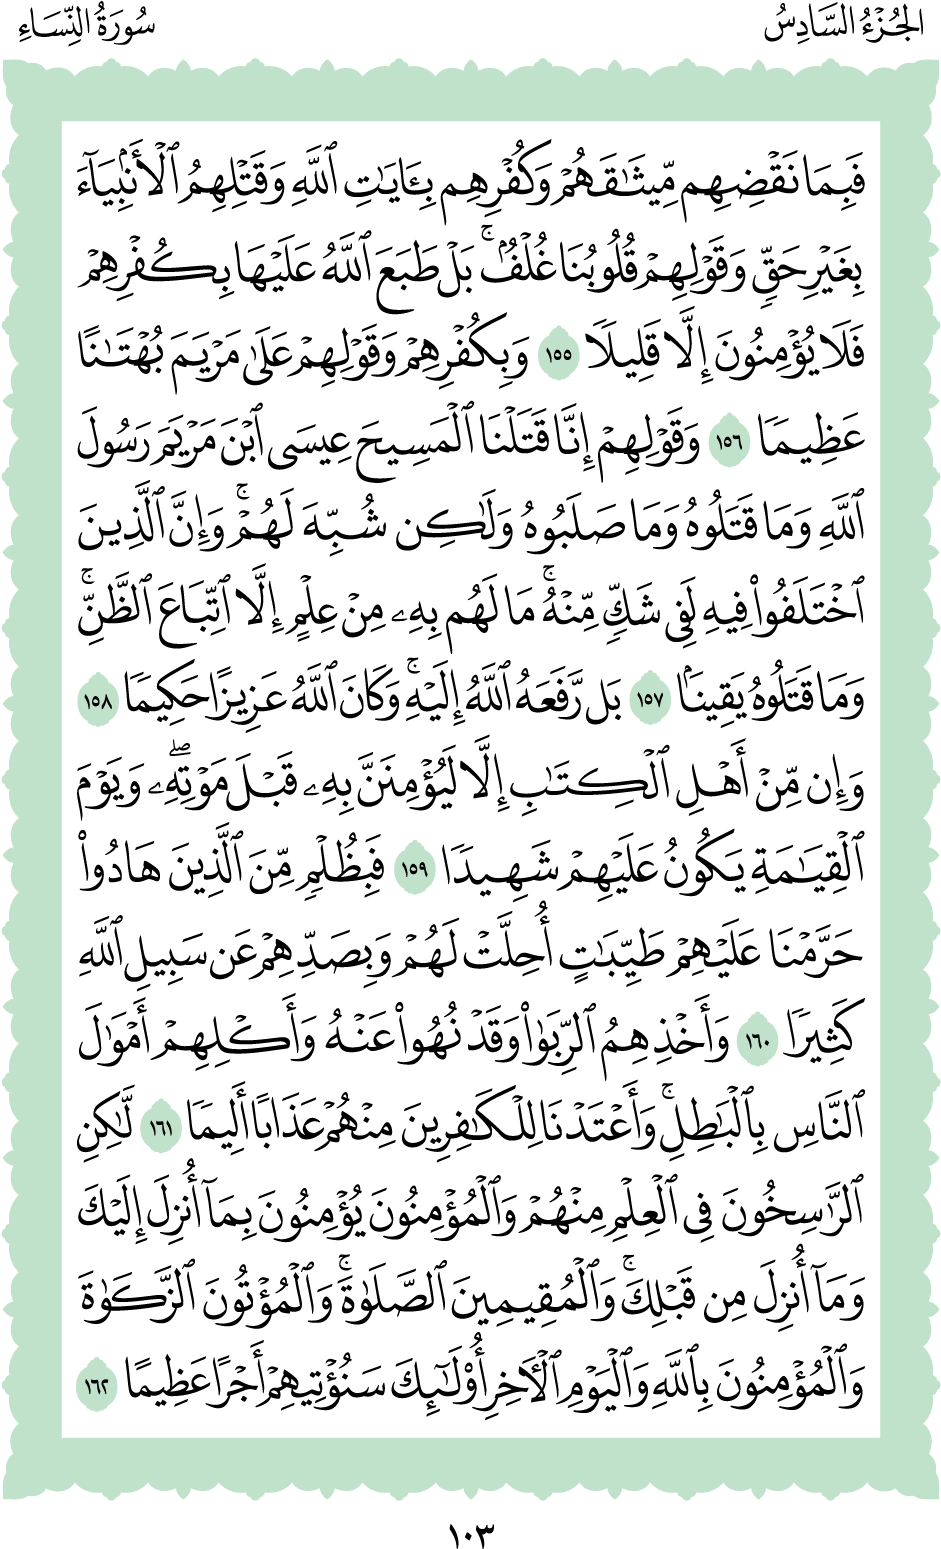 الجُزْءُ السَّادِسُ
سُورَةُ النِّسَاءِ
فَبِمَا نَقۡضِهِم مِّيثَٰقَهُمۡ وَكُفۡرِهِم بِـَٔايَٰتِ ٱللَّهِ وَقَتۡلِهِمُ ٱلۡأَنۢبِيَآءَ
بِغَيۡرِ حَقّٖ وَقَوۡلِهِمۡ قُلُوبُنَا غُلۡفُۢۚ بَلۡ طَبَعَ ٱللَّهُ عَلَيۡهَا بِكُفۡرِهِمۡ
فَلَا يُؤۡمِنُونَ إِلَّا قَلِيلٗا ١٥٥ وَبِكُفۡرِهِمۡ وَقَوۡلِهِمۡ عَلَىٰ مَرۡيَمَ بُهۡتَٰنًا
عَظِيمٗا ١٥٦ وَقَوۡلِهِمۡ إِنَّا قَتَلۡنَا ٱلۡمَسِيحَ عِيسَى ٱبۡنَ مَرۡيَمَ رَسُولَ
ٱللَّهِ وَمَا قَتَلُوهُ وَمَا صَلَبُوهُ وَلَٰكِن شُبِّهَ لَهُمۡۚ وَإِنَّ ٱلَّذِينَ
ٱخۡتَلَفُواْ فِيهِ لَفِي شَكّٖ مِّنۡهُۚ مَا لَهُم بِهِۦ مِنۡ عِلۡمٍ إِلَّا ٱتِّبَاعَ ٱلظَّنِّۚ
وَمَا قَتَلُوهُ يَقِينَۢا ١٥٧ بَل رَّفَعَهُ ٱللَّهُ إِلَيۡهِۚ وَكَانَ ٱللَّهُ عَزِيزًا حَكِيمٗا ١٥٨
وَإِن مِّنۡ أَهۡلِ ٱلۡكِتَٰبِ إِلَّا لَيُؤۡمِنَنَّ بِهِۦ قَبۡلَ مَوۡتِهِۦۖ وَيَوۡمَ
ٱلۡقِيَٰمَةِ يَكُونُ عَلَيۡهِمۡ شَهِيدٗا ١٥٩ فَبِظُلۡمٖ مِّنَ ٱلَّذِينَ هَادُواْ
حَرَّمۡنَا عَلَيۡهِمۡ طَيِّبَٰتٍ أُحِلَّتۡ لَهُمۡ وَبِصَدِّهِمۡ عَن سَبِيلِ ٱللَّهِ
كَثِيرٗا ١٦٠ وَأَخۡذِهِمُ ٱلرِّبَوٰاْ وَقَدۡ نُهُواْ عَنۡهُ وَأَكۡلِهِمۡ أَمۡوَٰلَ
ٱلنَّاسِ بِٱلۡبَٰطِلِۚ وَأَعۡتَدۡنَا لِلۡكَٰفِرِينَ مِنۡهُمۡ عَذَابًا أَلِيمٗا ١٦١ لَّٰكِنِ
ٱلرَّٰسِخُونَ فِي ٱلۡعِلۡمِ مِنۡهُمۡ وَٱلۡمُؤۡمِنُونَ يُؤۡمِنُونَ بِمَآ أُنزِلَ إِلَيۡكَ
وَمَآ أُنزِلَ مِن قَبۡلِكَۚ وَٱلۡمُقِيمِينَ ٱلصَّلَوٰةَۚ وَٱلۡمُؤۡتُونَ ٱلزَّكَوٰةَ
وَٱلۡمُؤۡمِنُونَ بِٱللَّهِ وَٱلۡيَوۡمِ ٱلۡأٓخِرِ أُوْلَٰٓئِكَ سَنُؤۡتِيهِمۡ أَجۡرًا عَظِيمًا ١٦٢
١٠٣